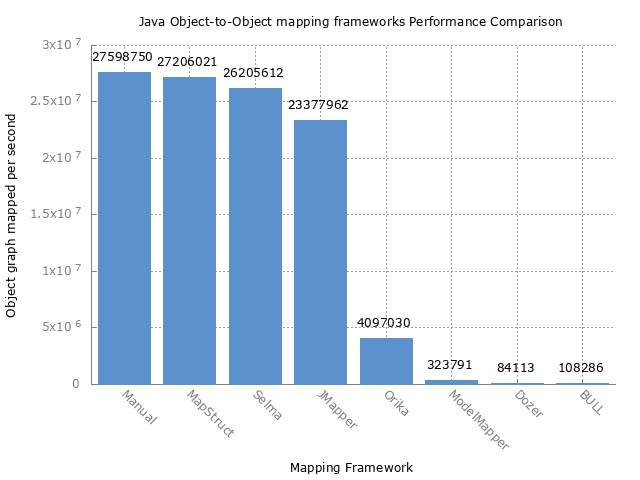 Java Object-to-Object mapping frameworks Performance Comparison
Object graph mapped per second
3x10 7
2.5x10 7
2x10 7
1.5x10 7
1x10 7
5x10 6
0
27598750
27206021
26205612
23377962
4097030
323791
84113
108286
Manual
MapStruct
Selma
JMapper
Orika
ModelMapper
Dozer
BULL
Mapping Framework